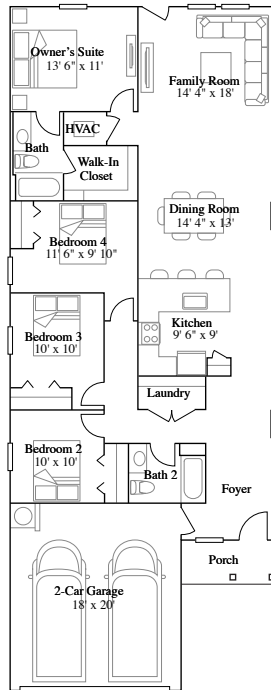 Owner's Suite
13' 6" x 11'
Family Room
14' 4" x 18'
HVAC
Bath
Walk-In
Closet
Dining Room
14' 4" x 13'
Bedroom 4
11' 6" x 9' 10"
Kitchen
9' 6" x 9'
Bedroom 3
10' x 10'
Laundry
Bedroom 2
10' x 10'
Bath 2
Foyer
Porch
2-Car Garage
18' x 20'